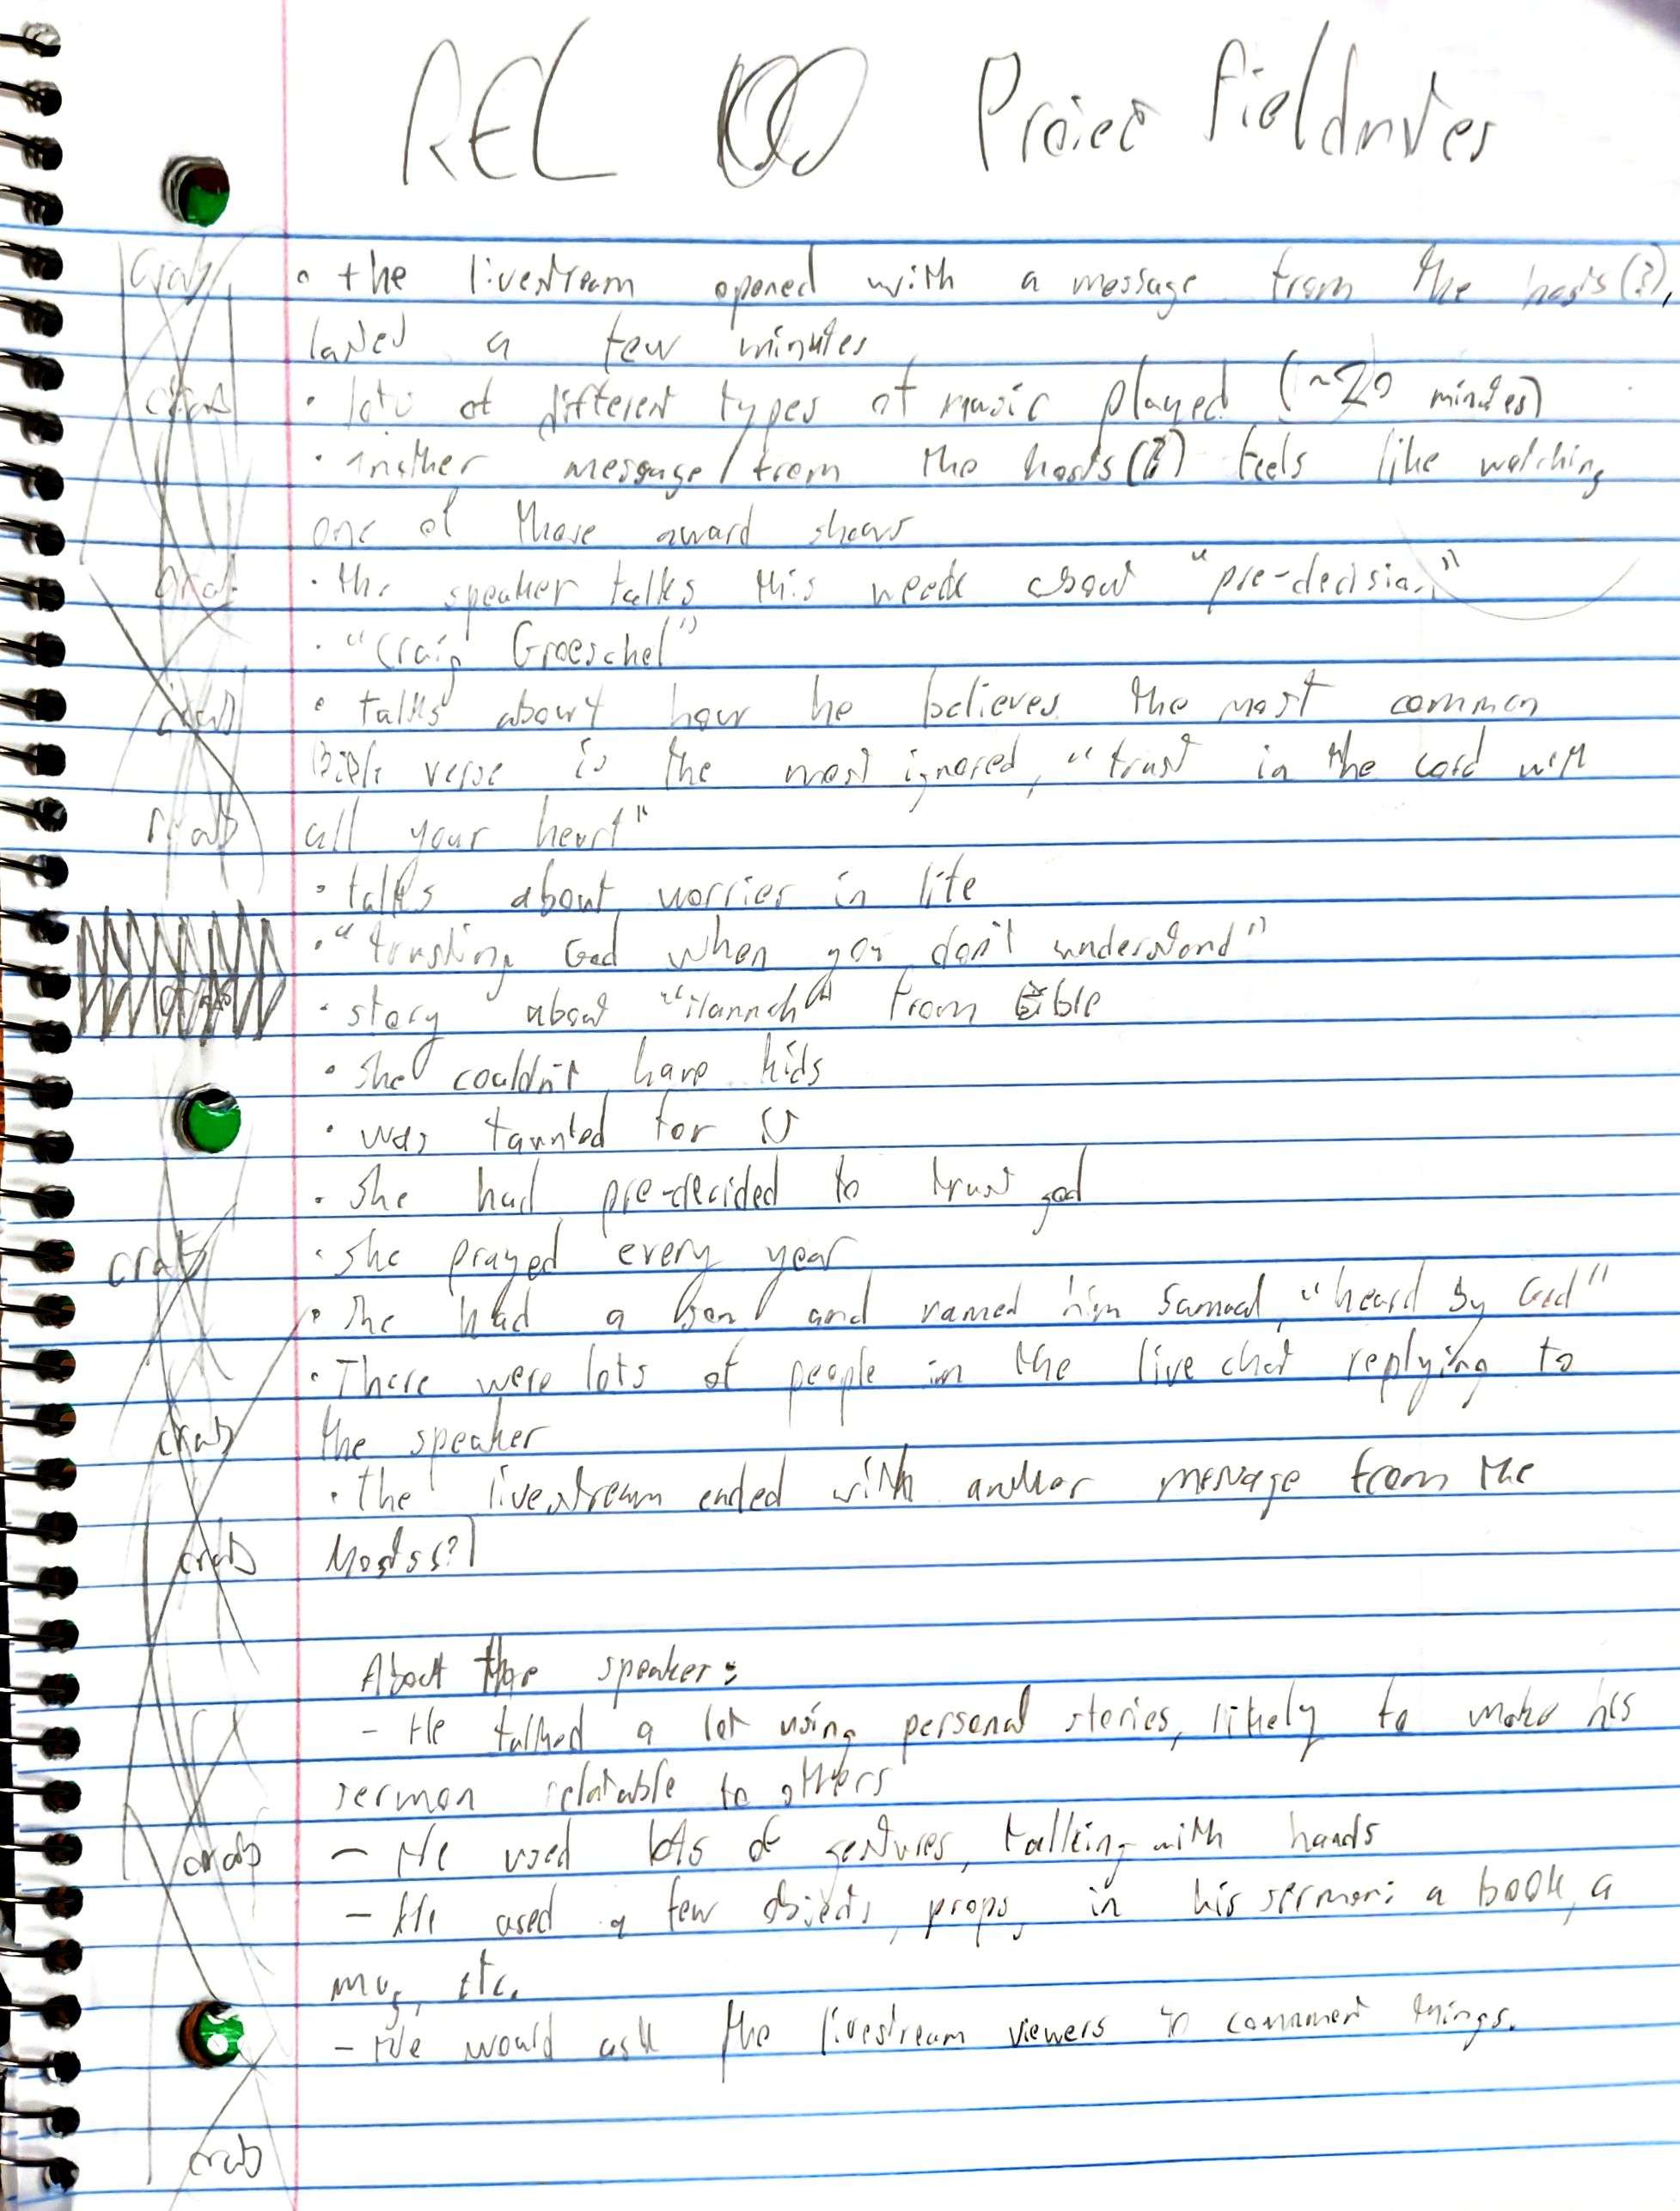 REL 100 Project fieldnotes
crab • the livestream opened with a message from the hosts(?),
lasted a few minutes
crab • lots of different types of music played (~20 minutes)
• another message from the hosts(?) feels like watching
one of those award shows
crab • the speaker talks this week about "pre-decision"
• "Craig Groeschel"
crab • talks about how he believes the most common
Bible verse is the most ignored, "trust in the Lord with
crab all your heart"
• talks about worries in life
• "trusting God when you don't understand"
crab • story about "Hannah" from Bible
• She couldn't have kids
• was taunted for it
• She had pre-decided to trust god
crab • She prayed every year
• She had a son and named him Samuel, "heard by God"
• There were lots of people in the live chat replying to
crab the speaker
• The livestream ended with another message from the
crab hosts(?)
About the speaker:
- He talked a lot using personal stories, likely to make his
sermon relatable to others
crab - He used lots of gestures, talking with hands
- He used a few objects, props, in his sermon: a book, a
mug, etc.
- He would ask the livestream viewers to comment things.
crab